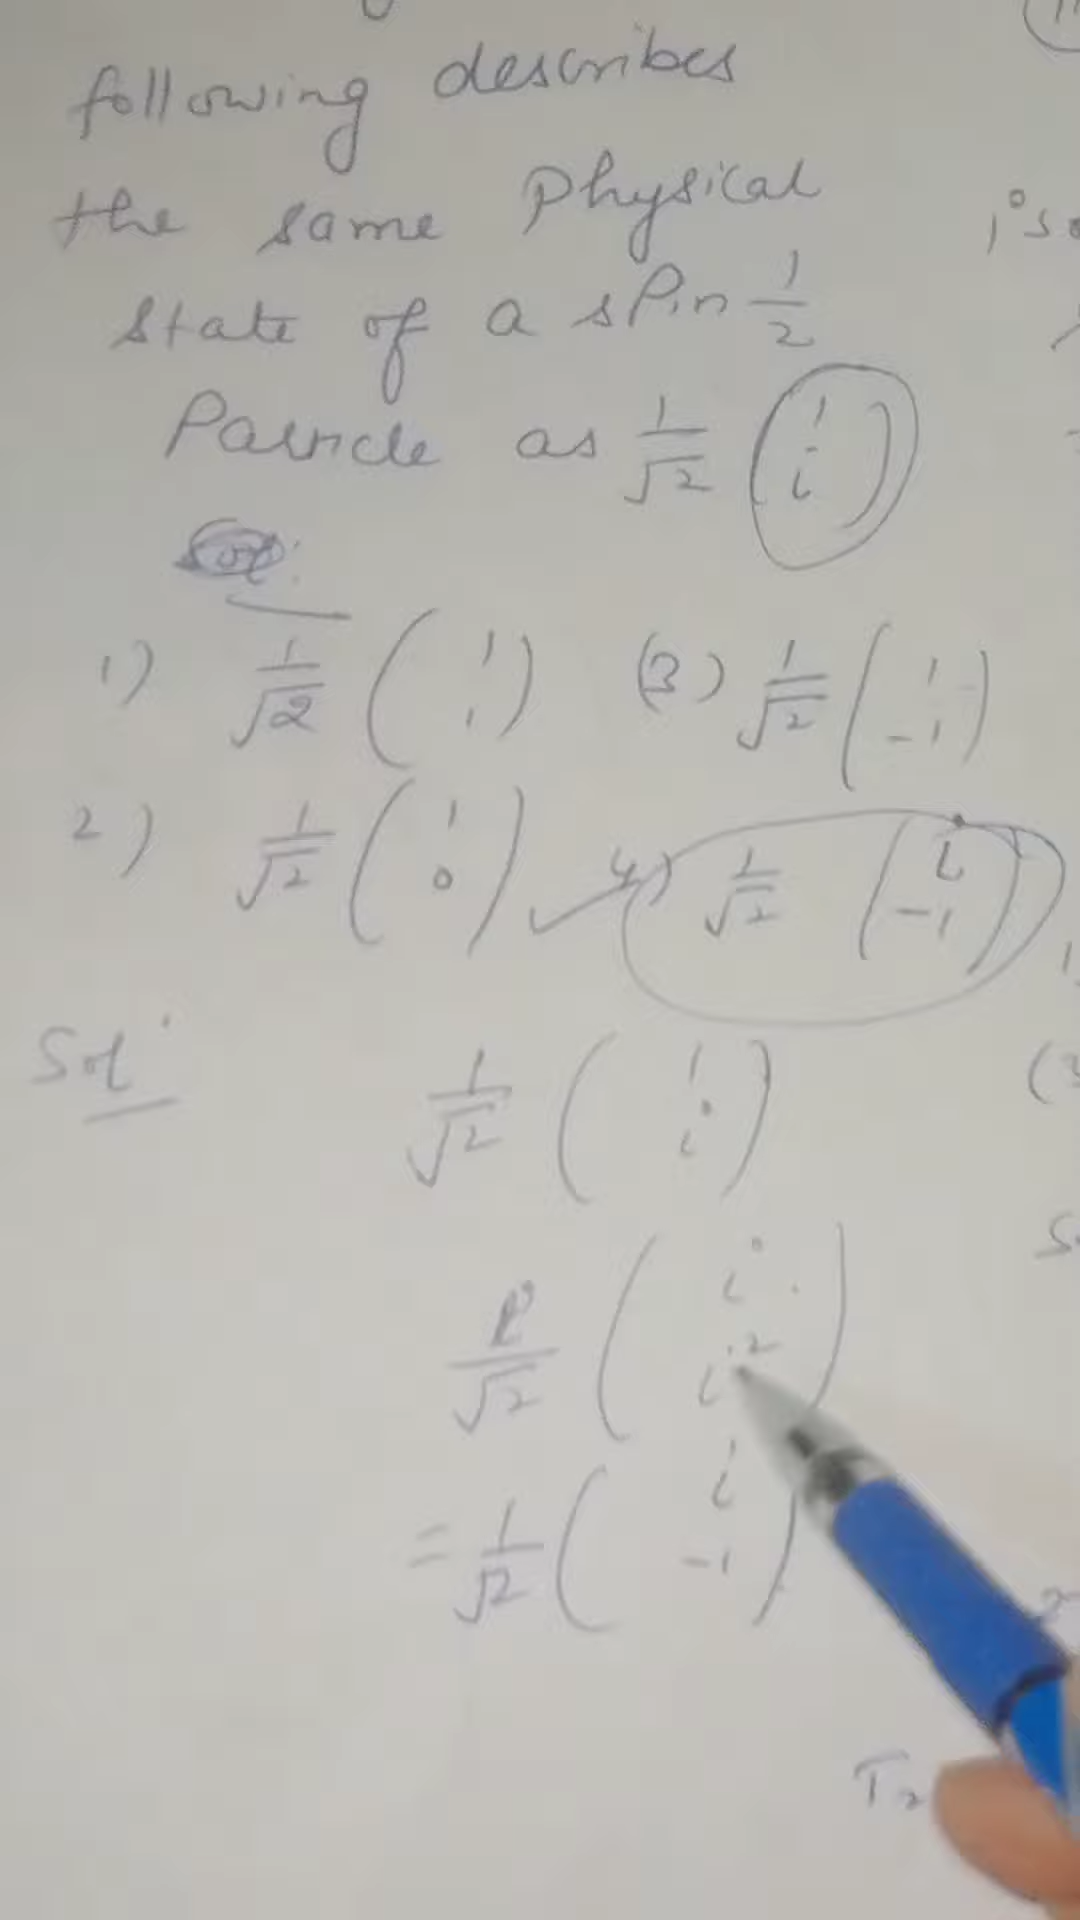 following describes
the same Physical
state of a spin 1/2
Particle as 1/√2 (1 i)
Sol:
1) 1/√2 (1 1) (3) 1/√2 (1 -1)
2) 1/√2 (1 0) 4) 1/√2 (i -1)
Sol: 1/√2 (1 i)
/√2 (i i²)
= 1/√2 (i -1)